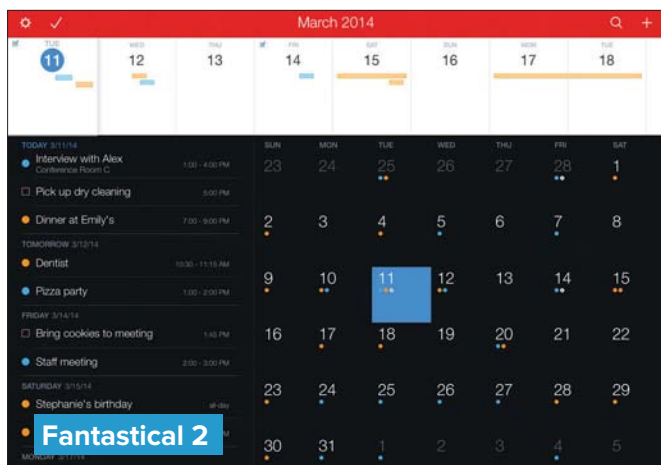 March 2014
TUE WED THU FRI SAT SUN MON TUE
11 12 13 14 15 16 17 18
TODAY 3/11/14
Interview with Alex 1:00 - 4:00 PM
Conference Room C
Pick up dry cleaning 5:00 PM
Dinner at Emily's 7:00 - 9:00 PM
TOMORROW 3/12/14
Dentist 10:30 - 11:15 AM
Pizza party 1:00 - 2:00 PM
FRIDAY 3/14/14
Bring cookies to meeting 1:45 PM
Staff meeting 2:00 - 3:00 PM
SATURDAY 3/15/14
Stephanie's birthday all-day
MONDAY 3/17/14
SUN MON TUE WED THU FRI SAT
23 24 25 26 27 28 1
2 3 4 5 6 7 8
9 10 11 12 13 14 15
16 17 18 19 20 21 22
23 24 25 26 27 28 29
30 31 1 2 3 4 5
Fantastical 2